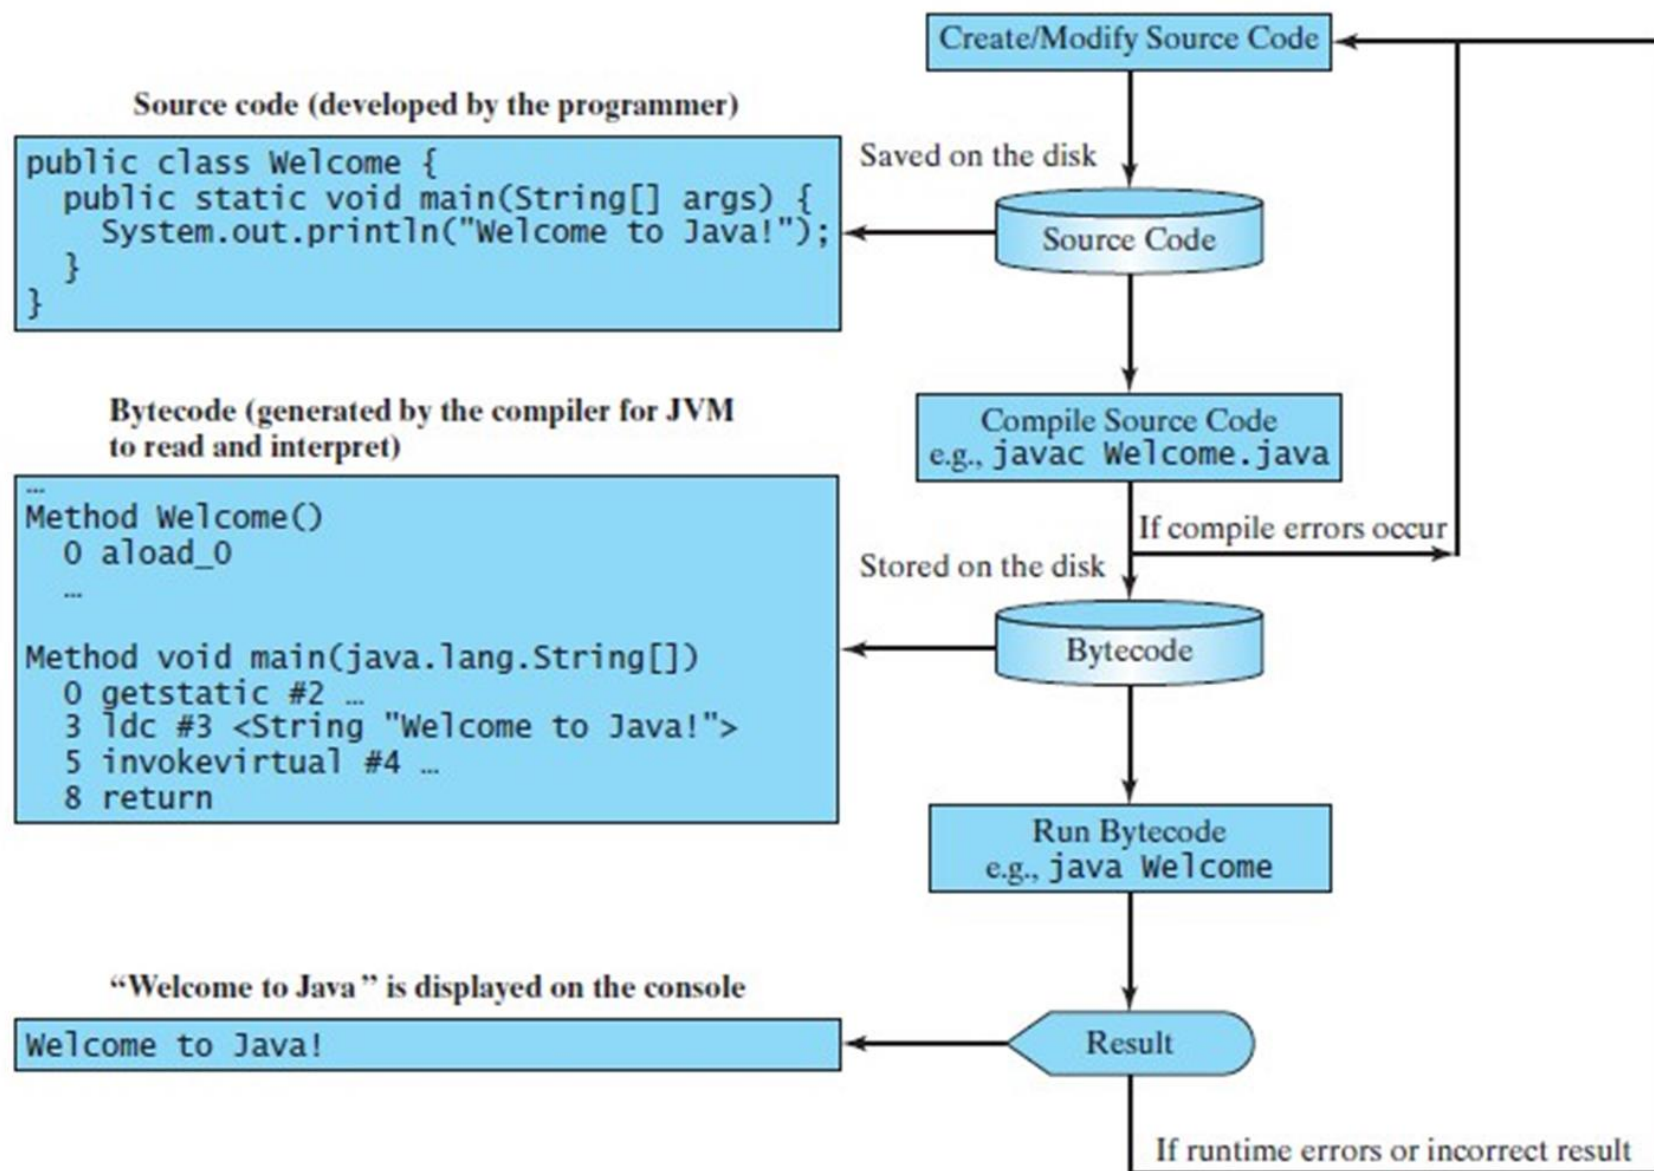 Create/Modify Source Code
Source code (developed by the programmer)
public class Welcome {
  public static void main(String[] args) {
    System.out.println("Welcome to Java!");
  }
}
Saved on the disk
Source Code
Compile Source Code
e.g., javac Welcome.java
If compile errors occur
Bytecode (generated by the compiler for JVM
to read and interpret)
…
Method Welcome()
  0 aload_0
  …
Method void main(java.lang.String[])
  0 getstatic #2 …
  3 ldc #3 <String "Welcome to Java!">
  5 invokevirtual #4 …
  8 return
Stored on the disk
Bytecode
Run Bytecode
e.g., java Welcome
“Welcome to Java” is displayed on the console
Welcome to Java!
Result
If runtime errors or incorrect result